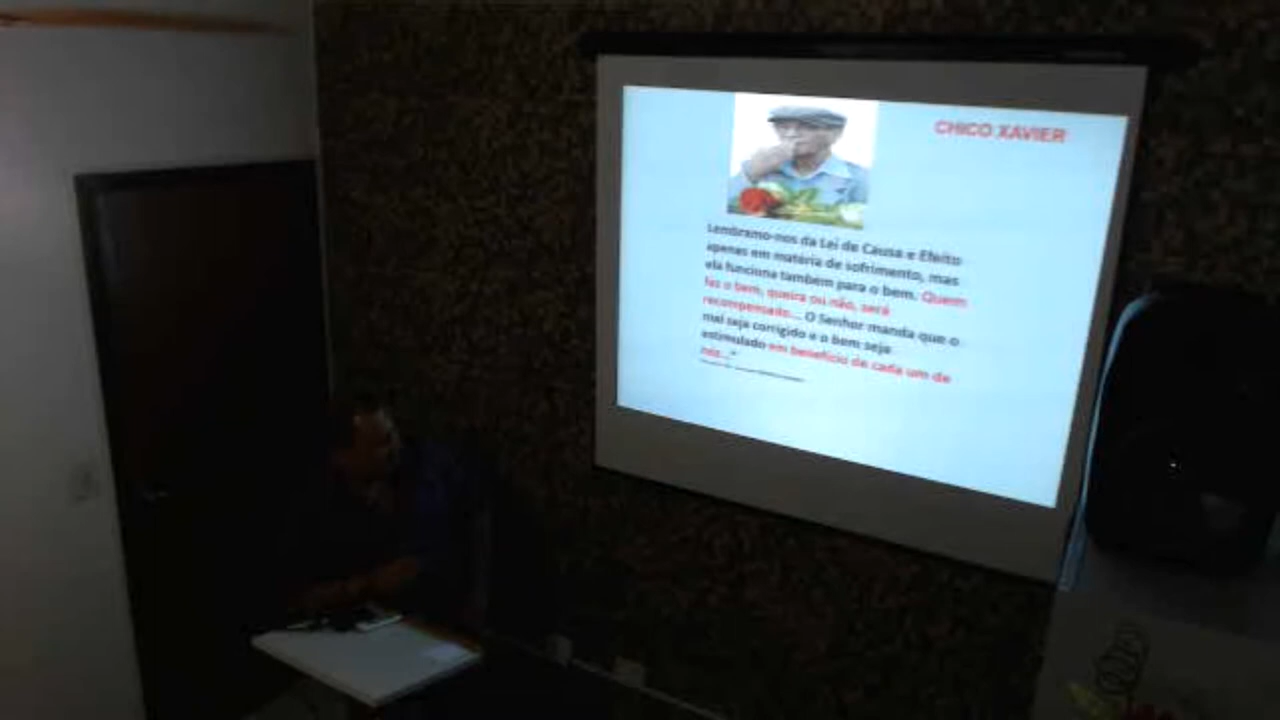 CHICO XAVIER
Lembramo-nos da Lei de Causa e Efeito
apenas em matéria de sofrimento, mas
ela funciona também para o bem. Quem
faz o bem, queira ou não, será
recompensado... O Senhor manda que o
mal seja corrigido e o bem seja
estimulado em benefício de cada um de
nós..."